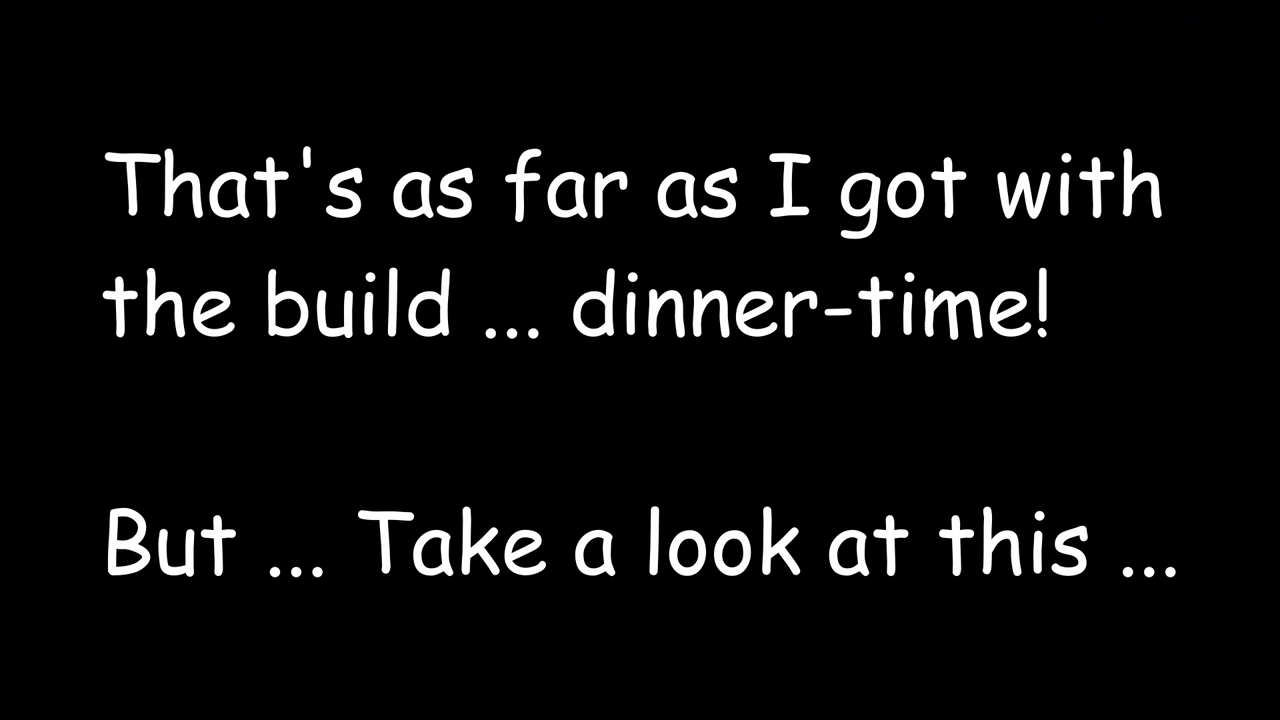 That's as far as I got with
the build ... dinner-time!
But ... Take a look at this ...